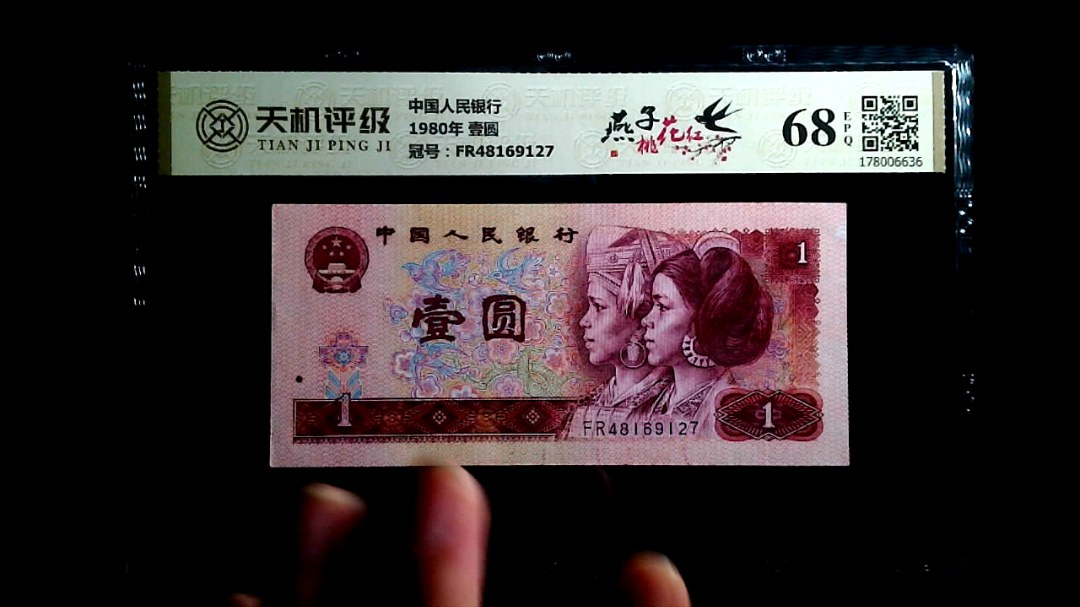 天机评级
TIAN JI PING JI
中国人民银行
1980年 壹圆
冠号：FR48169127
燕子
桃花红
68
EPQ
178006636
中国人民银行
1
壹圆
1
FR48169127
1